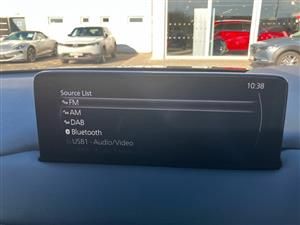 10:38
Source List
FM
AM
DAB
Bluetooth
USB1 - Audio/Video